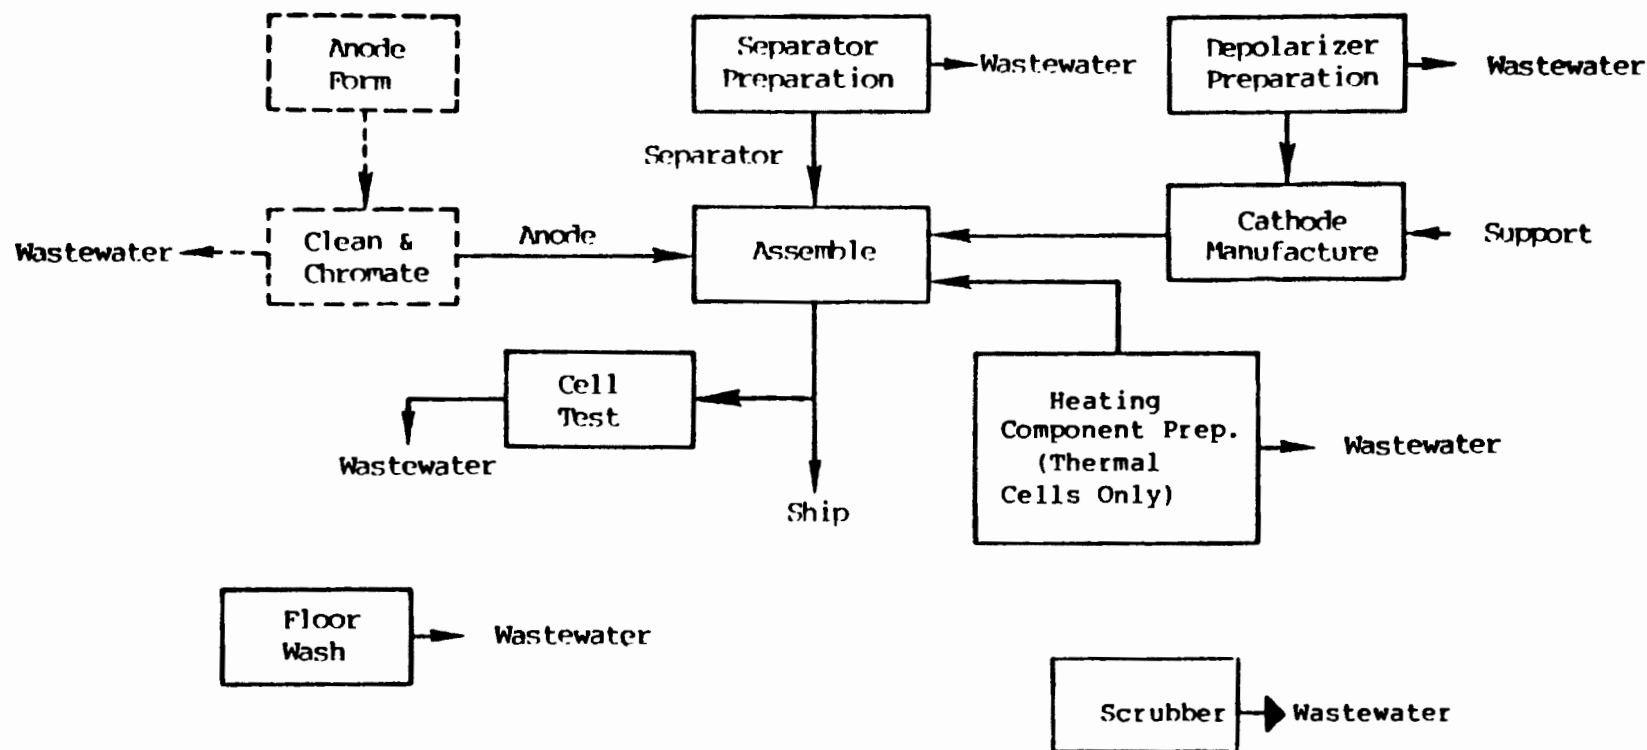 Anode
Form
Separator
Preparation
Wastewater
Depolarizer
Preparation
Wastewater
Separator
Wastewater
Clean &
Chromate
Anode
Assemble
Cathode
Manufacture
Support
Cell
Test
Wastewater
Heating
Component Prep.
(Thermal
Cells Only)
Wastewater
Ship
Floor
Wash
Wastewater
Scrubber
Wastewater